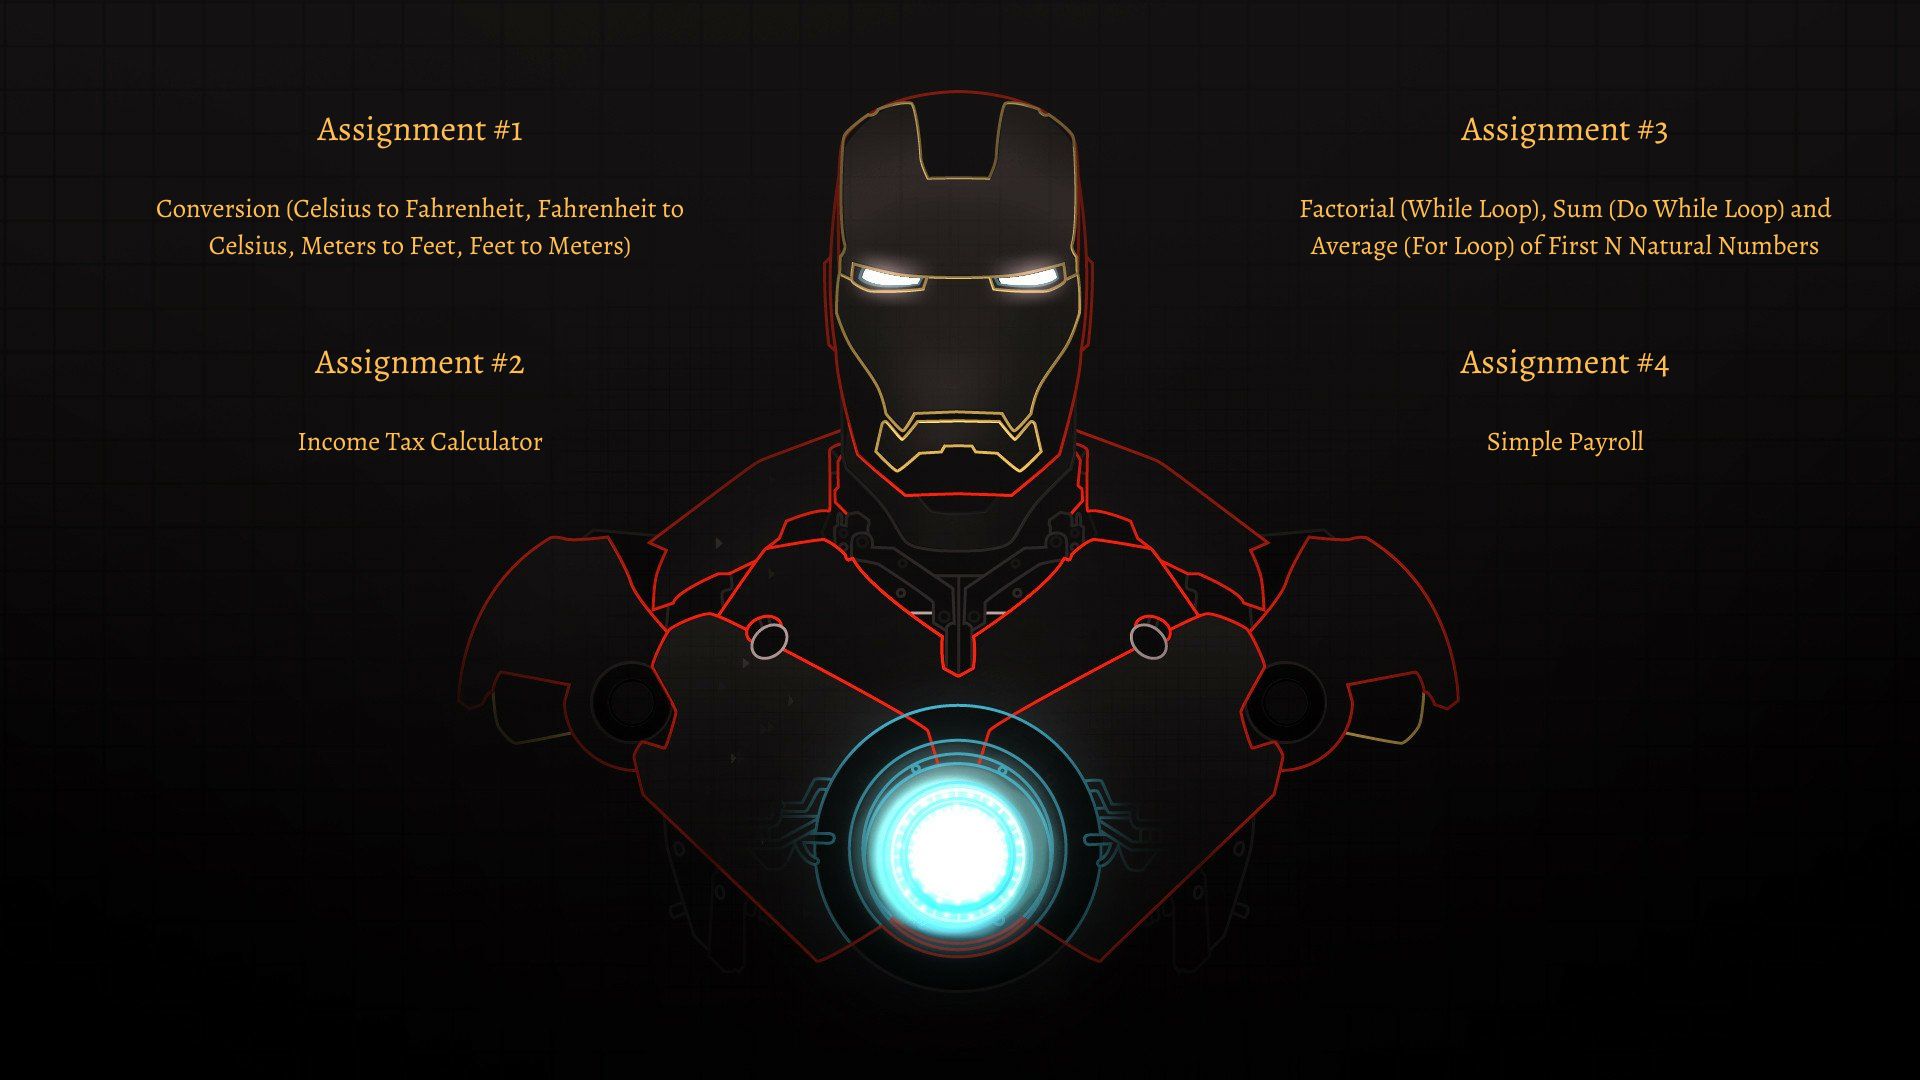 Assignment #1
Conversion (Celsius to Fahrenheit, Fahrenheit to
Celsius, Meters to Feet, Feet to Meters)
Assignment #2
Income Tax Calculator
Assignment #3
Factorial (While Loop), Sum (Do While Loop) and
Average (For Loop) of First N Natural Numbers
Assignment #4
Simple Payroll